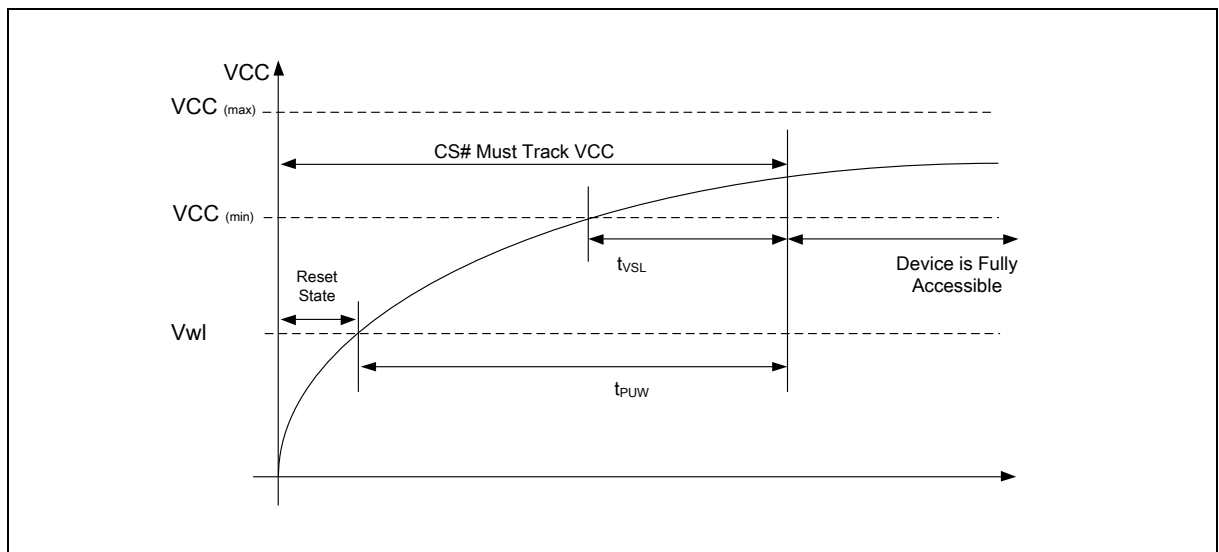 VCC
VCC (max)
CS# Must Track VCC
VCC (min)
tVSL
Device is Fully
Accessible
Reset
State
Vwl
tPUW